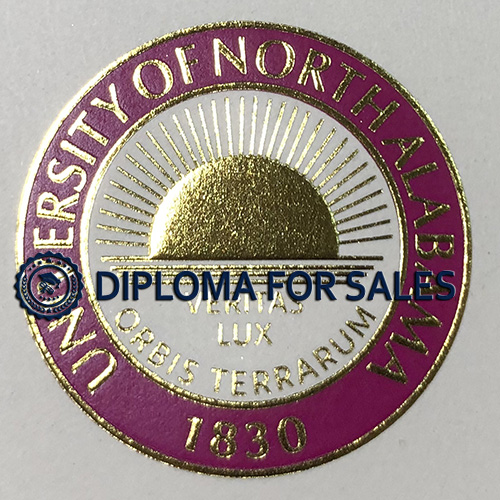 UNIVERSITY OF NORTH ALABAMA
DIPLOMA FOR SALES
VERITAS
LUX
ORBIS TERRARUM
1830